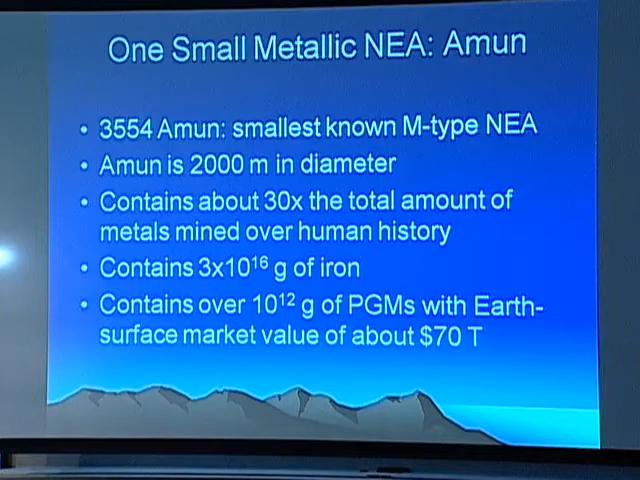 One Small Metallic NEA: Amun
• 3554 Amun: smallest known M-type NEA
• Amun is 2000 m in diameter
• Contains about 30x the total amount of
metals mined over human history
• Contains 3x10¹⁶ g of iron
• Contains over 10¹² g of PGMs with Earth-
surface market value of about $70 T